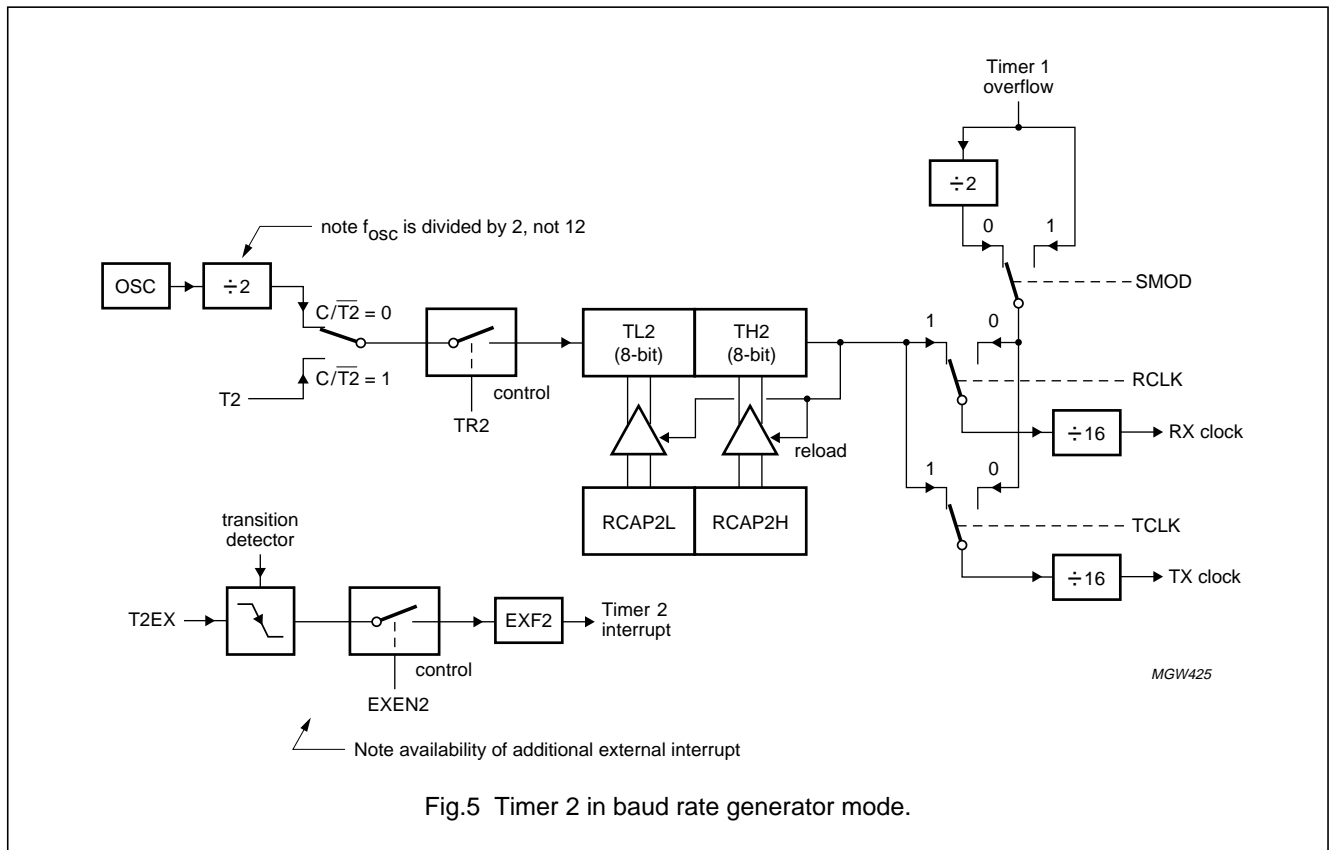 Timer 1
overflow
÷2
0
1
note fosc is divided by 2, not 12
OSC
÷2
SMOD
C/T2 = 0
TL2
(8-bit)
TH2
(8-bit)
1
0
C/T2 = 1
RCLK
T2
control
TR2
reload
÷16
RX clock
1
0
RCAP2L
RCAP2H
TCLK
transition
detector
÷16
TX clock
T2EX
EXF2
Timer 2
interrupt
control
EXEN2
MGW425
Note availability of additional external interrupt
Fig.5 Timer 2 in baud rate generator mode.